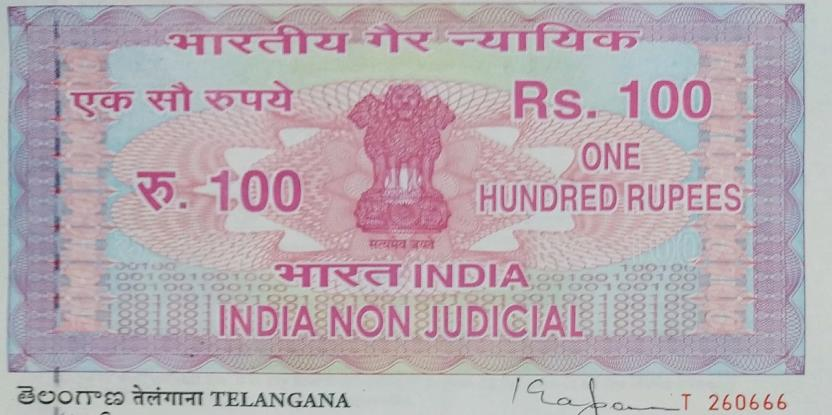 भारतीय गैर न्यायिक
एक सौ रुपये Rs. 100
रु. 100 ONE
HUNDRED RUPEES
सत्यमेव जयते
भारत INDIA
INDIA NON JUDICIAL
తెలంగాణ तेलंगाना TELANGANA T 260666